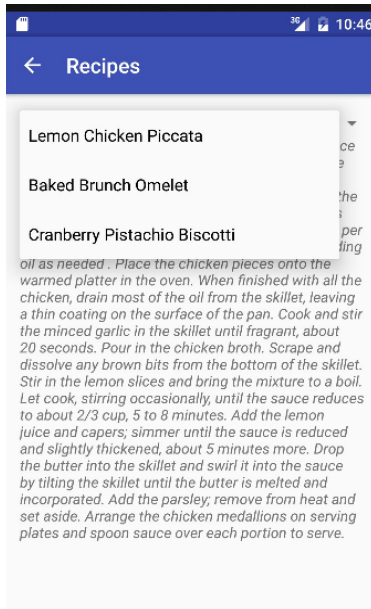 3G 10:46
Recipes
Lemon Chicken Piccata
ce
Baked Brunch Omelet
the
per
Cranberry Pistachio Biscotti
ding
oil as needed . Place the chicken pieces onto the
warmed platter in the oven. When finished with all the
chicken, drain most of the oil from the skillet, leaving
a thin coating on the surface of the pan. Cook and stir
the minced garlic in the skillet until fragrant, about
20 seconds. Pour in the chicken broth. Scrape and
dissolve any brown bits from the bottom of the skillet.
Stir in the lemon slices and bring the mixture to a boil.
Let cook, stirring occasionally, until the sauce reduces
to about 2/3 cup, 5 to 8 minutes. Add the lemon
juice and capers; simmer until the sauce is reduced
and slightly thickened, about 5 minutes more. Drop
the butter into the skillet and swirl it into the sauce
by tilting the skillet until the butter is melted and
incorporated. Add the parsley; remove from heat and
set aside. Arrange the chicken medallions on serving
plates and spoon sauce over each portion to serve.